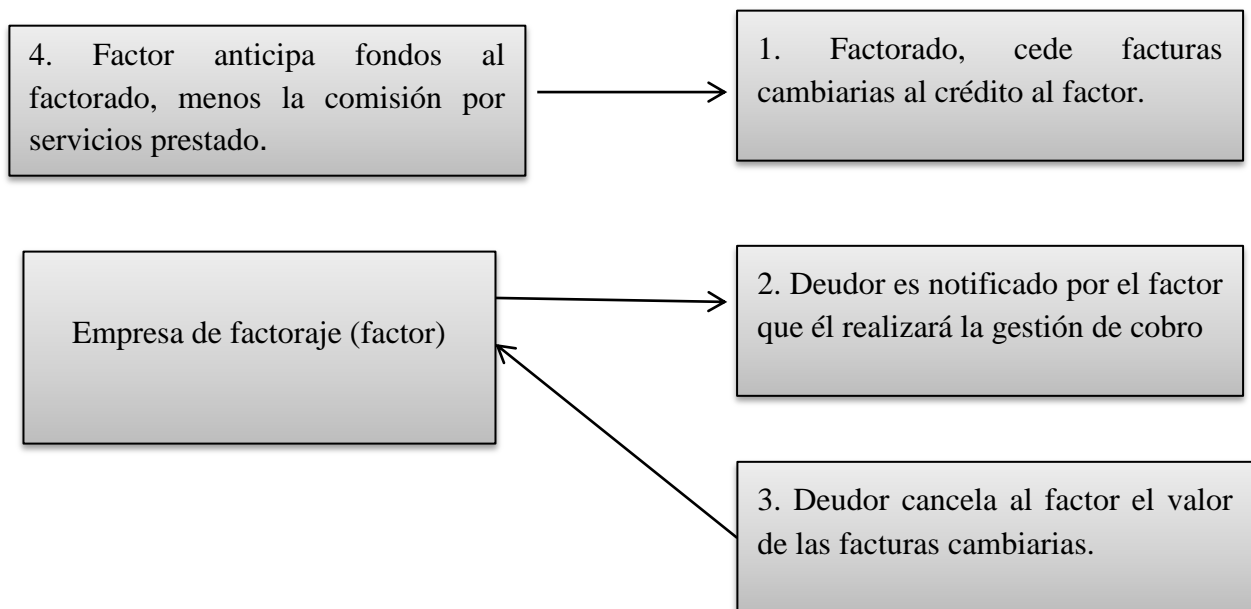 4. Factor anticipa fondos al
factorado, menos la comisión por
servicios prestado.
1. Factorado, cede facturas
cambiarias al crédito al factor.
Empresa de factoraje (factor)
2. Deudor es notificado por el factor
que él realizará la gestión de cobro
3. Deudor cancela al factor el valor
de las facturas cambiarias.